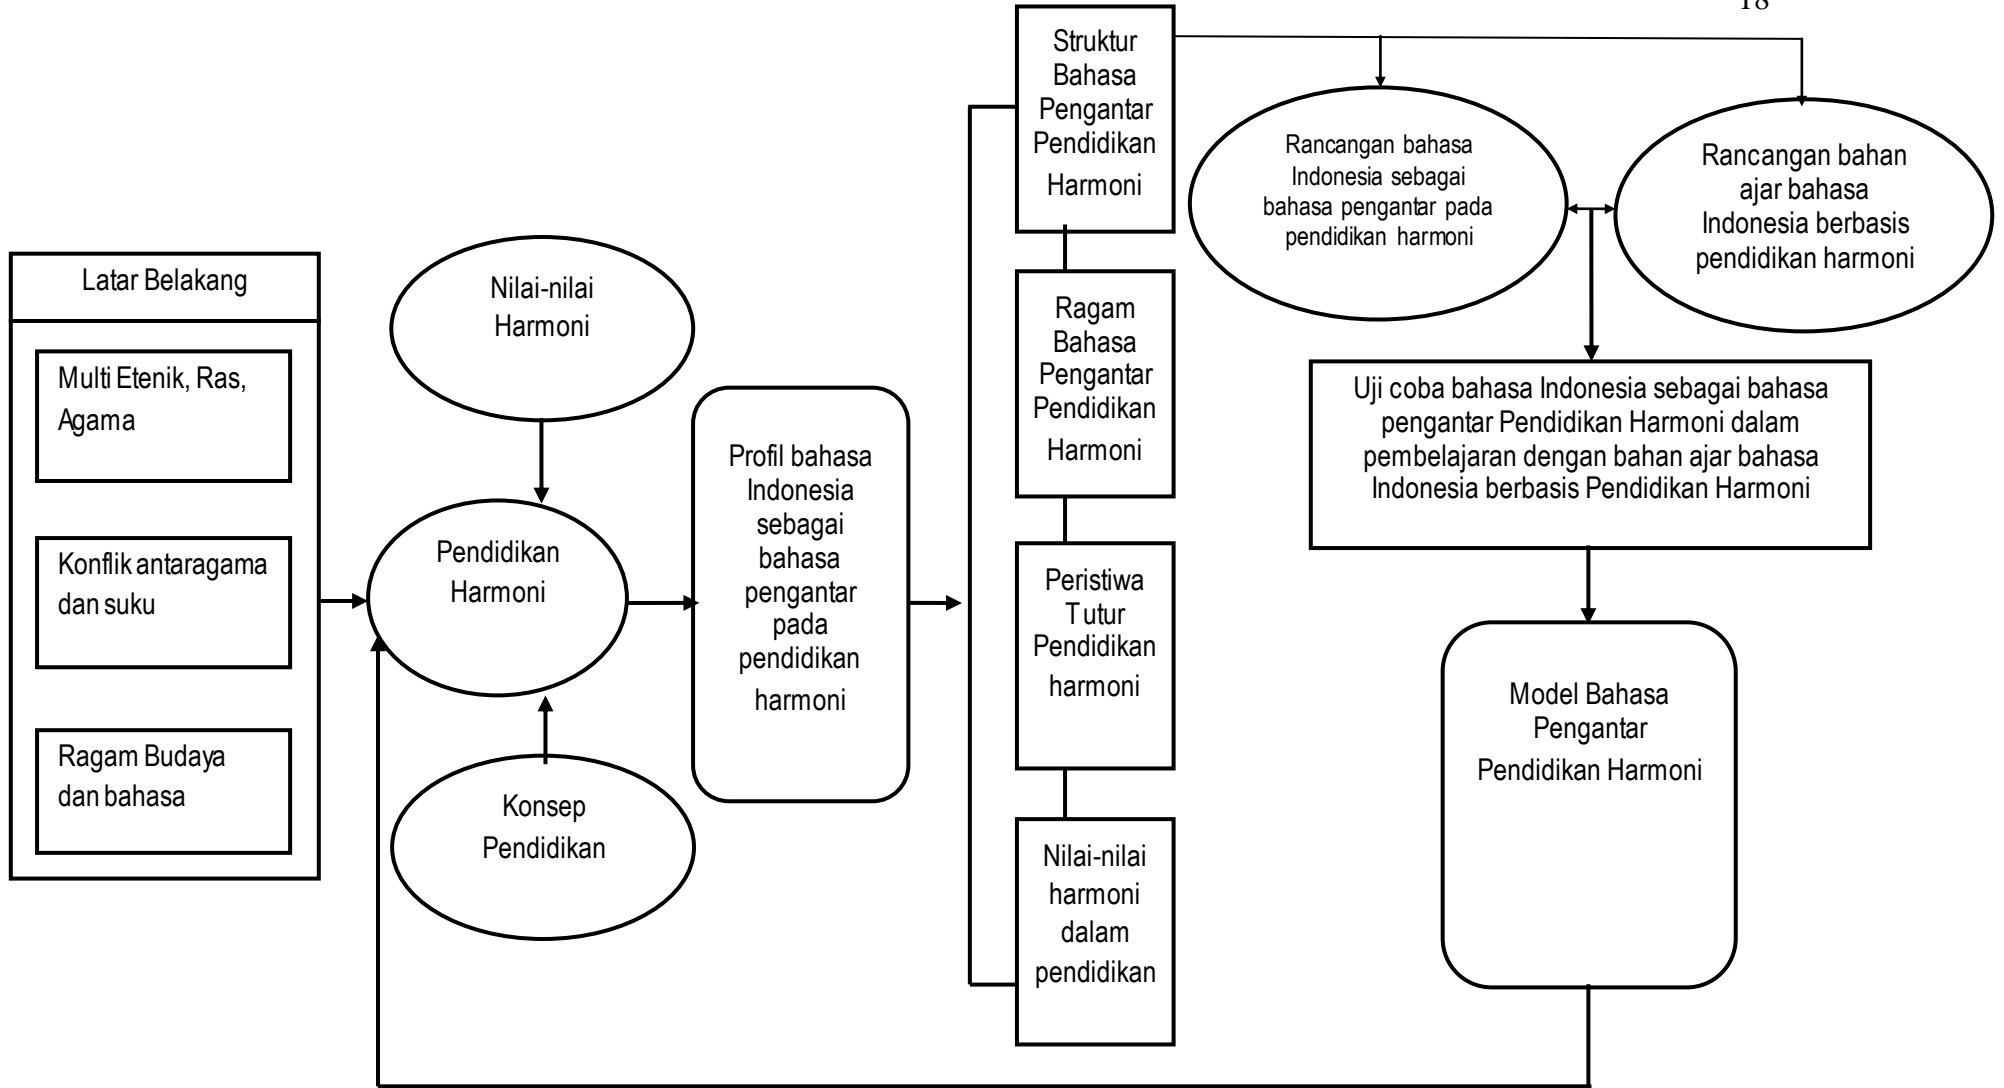 18
Latar Belakang
Multi Etenik, Ras,
Agama
Konflik antaragama
dan suku
Ragam Budaya
dan bahasa
Nilai-nilai
Harmoni
Pendidikan
Harmoni
Konsep
Pendidikan
Profil bahasa
Indonesia
sebagai
bahasa
pengantar
pada
pendidikan
harmoni
Struktur
Bahasa
Pengantar
Pendidikan
Harmoni
Ragam
Bahasa
Pengantar
Pendidikan
Harmoni
Peristiwa
Tutur
Pendidikan
harmoni
Nilai-nilai
harmoni
dalam
pendidikan
Rancangan bahasa
Indonesia sebagai
bahasa pengantar pada
pendidikan harmoni
Rancangan bahan
ajar bahasa
Indonesia berbasis
pendidikan harmoni
Uji coba bahasa Indonesia sebagai bahasa
pengantar Pendidikan Harmoni dalam
pembelajaran dengan bahan ajar bahasa
Indonesia berbasis Pendidikan Harmoni
Model Bahasa
Pengantar
Pendidikan Harmoni